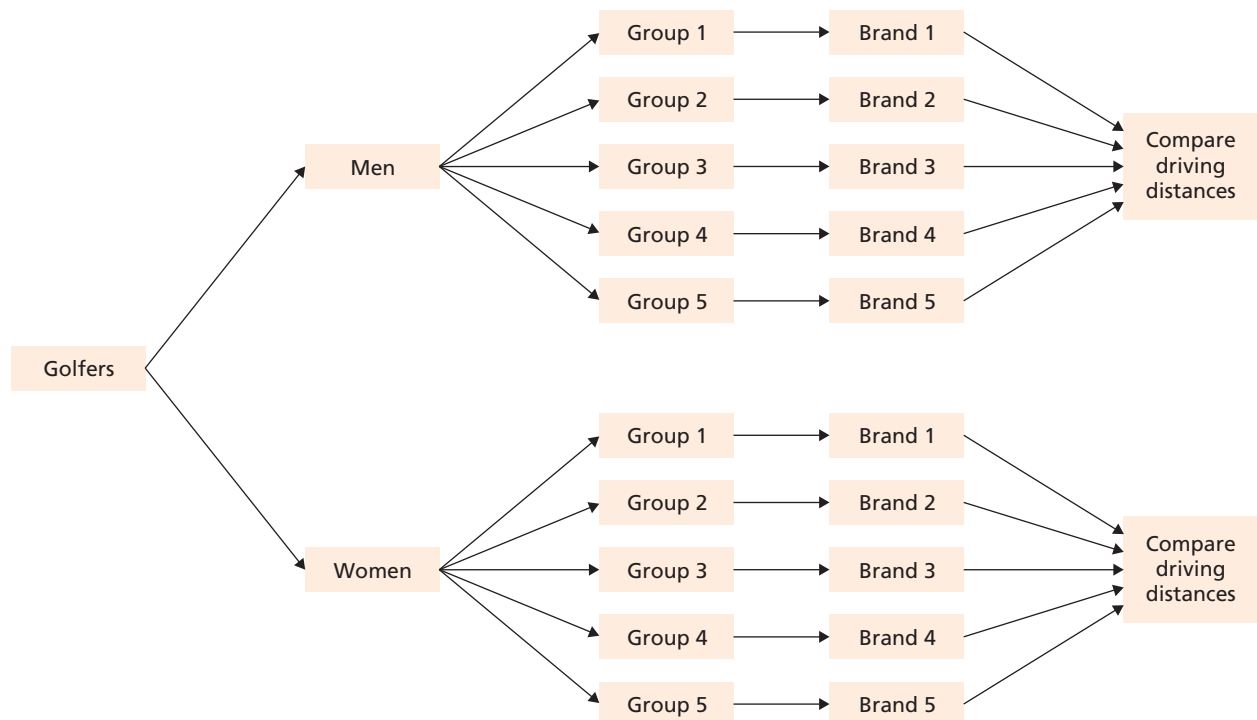 Group 1
Brand 1
Group 2
Brand 2
Compare
driving
distances
Men
Group 3
Brand 3
Group 4
Brand 4
Group 5
Brand 5
Golfers
Group 1
Brand 1
Group 2
Brand 2
Compare
driving
distances
Women
Group 3
Brand 3
Group 4
Brand 4
Group 5
Brand 5